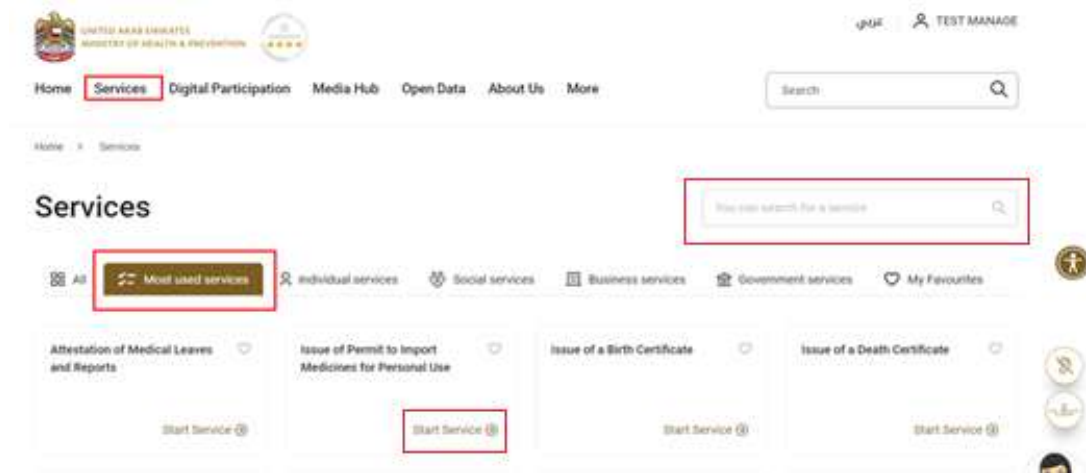 UNITED ARAB EMIRATES
MINISTRY OF HEALTH & PREVENTION
عربي
TEST MANAGE
Home Services Digital Participation Media Hub Open Data About Us More
Search
Home > Services
Services
You can search for a service
All Most used services Individual services Social services Business services Government services My Favourites
Attestation of Medical Leaves and Reports
Issue of Permit to Import Medicines for Personal Use
Issue of a Birth Certificate
Issue of a Death Certificate
Start Service Start Service Start Service Start Service